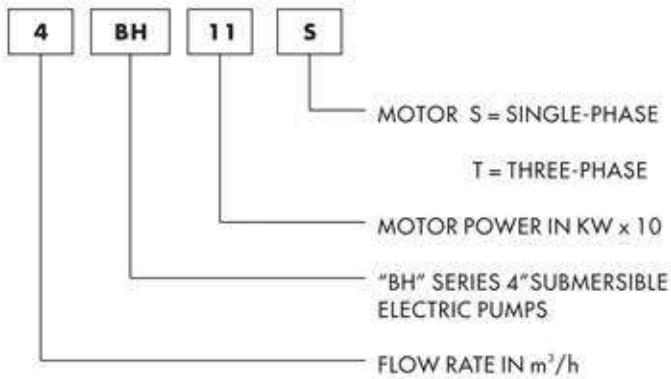 4 BH 11 S
MOTOR S = SINGLE-PHASE
T = THREE-PHASE
MOTOR POWER IN KW x 10
"BH" SERIES 4"SUBMERSIBLE
ELECTRIC PUMPS
FLOW RATE IN m³/h